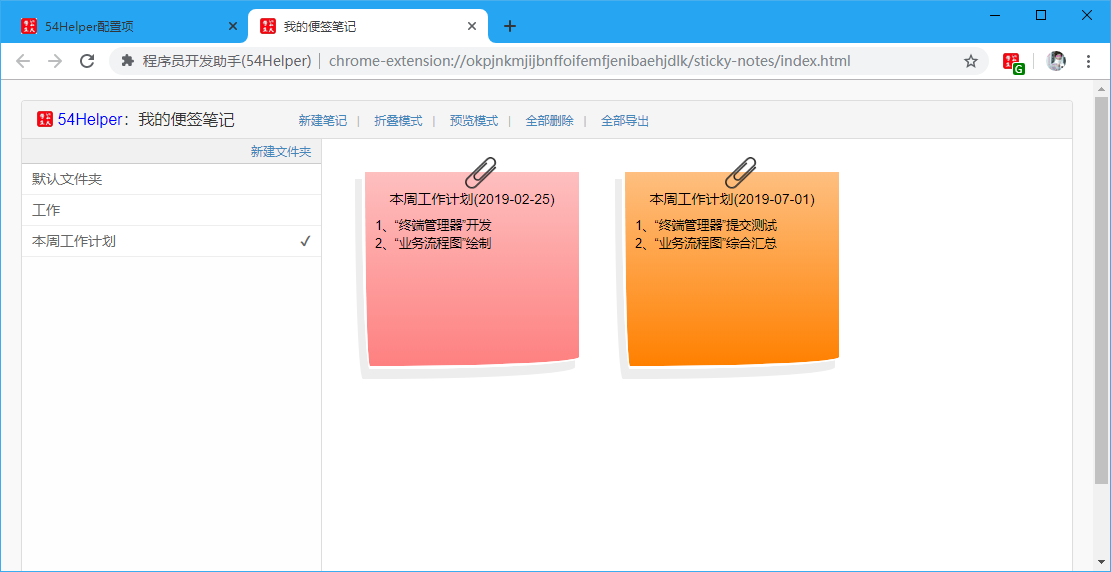 54Helper配置项
我的便签笔记
程序员开发助手(54Helper)
chrome-extension://okpjnkmjijbnffoifemfjenibaehjdlk/sticky-notes/index.html
G
54Helper：我的便签笔记
新建笔记 | 折叠模式 | 预览模式 | 全部删除 | 全部导出
新建文件夹
默认文件夹
工作
本周工作计划
本周工作计划(2019-02-25)
1、“终端管理器”开发
2、“业务流程图”绘制
本周工作计划(2019-07-01)
1、“终端管理器”提交测试
2、“业务流程图”综合汇总